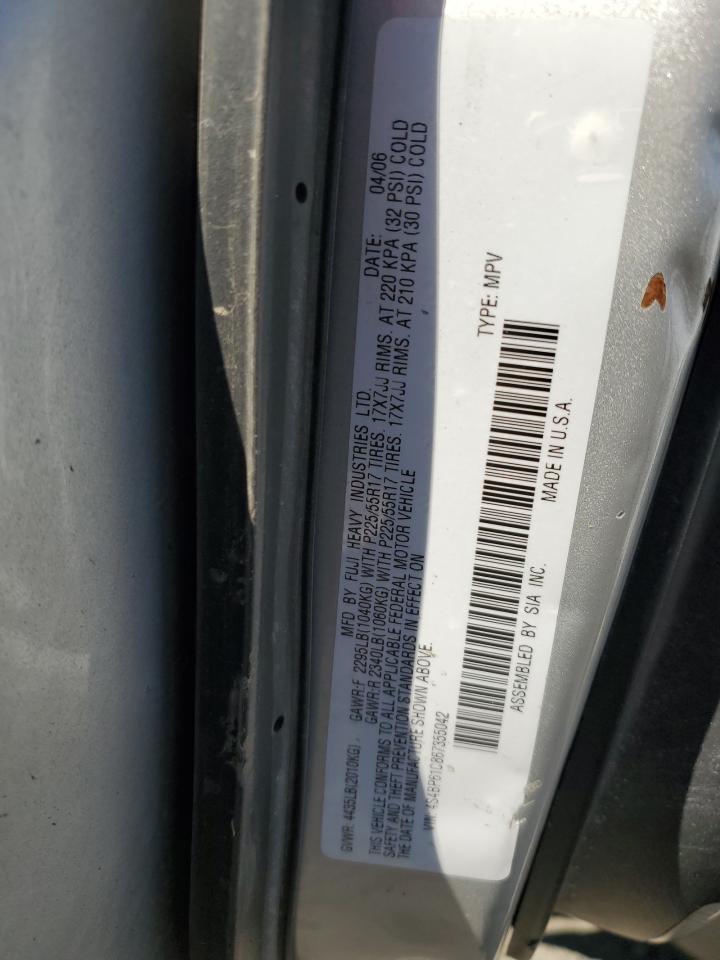 MFD BY FUJI HEAVY INDUSTRIES LTD. DATE: 04/06
GVWR: 4435LB(2010KG) GAWR:F 2295LB(1040KG) WITH P225/55R17 TIRES. 17X7JJ RIMS. AT 220 KPA (32 PSI) COLD
GAWR:R 2340LB(1060KG) WITH P225/55R17 TIRES. 17X7JJ RIMS. AT 210 KPA (30 PSI) COLD
THIS VEHICLE CONFORMS TO ALL APPLICABLE FEDERAL MOTOR VEHICLE
SAFETY AND THEFT PREVENTION STANDARDS IN EFFECT ON
THE DATE OF MANUFACTURE SHOWN ABOVE.
VIN: 4S4BP61C867355042 TYPE: MPV
ASSEMBLED BY SIA INC. MADE IN U.S.A.